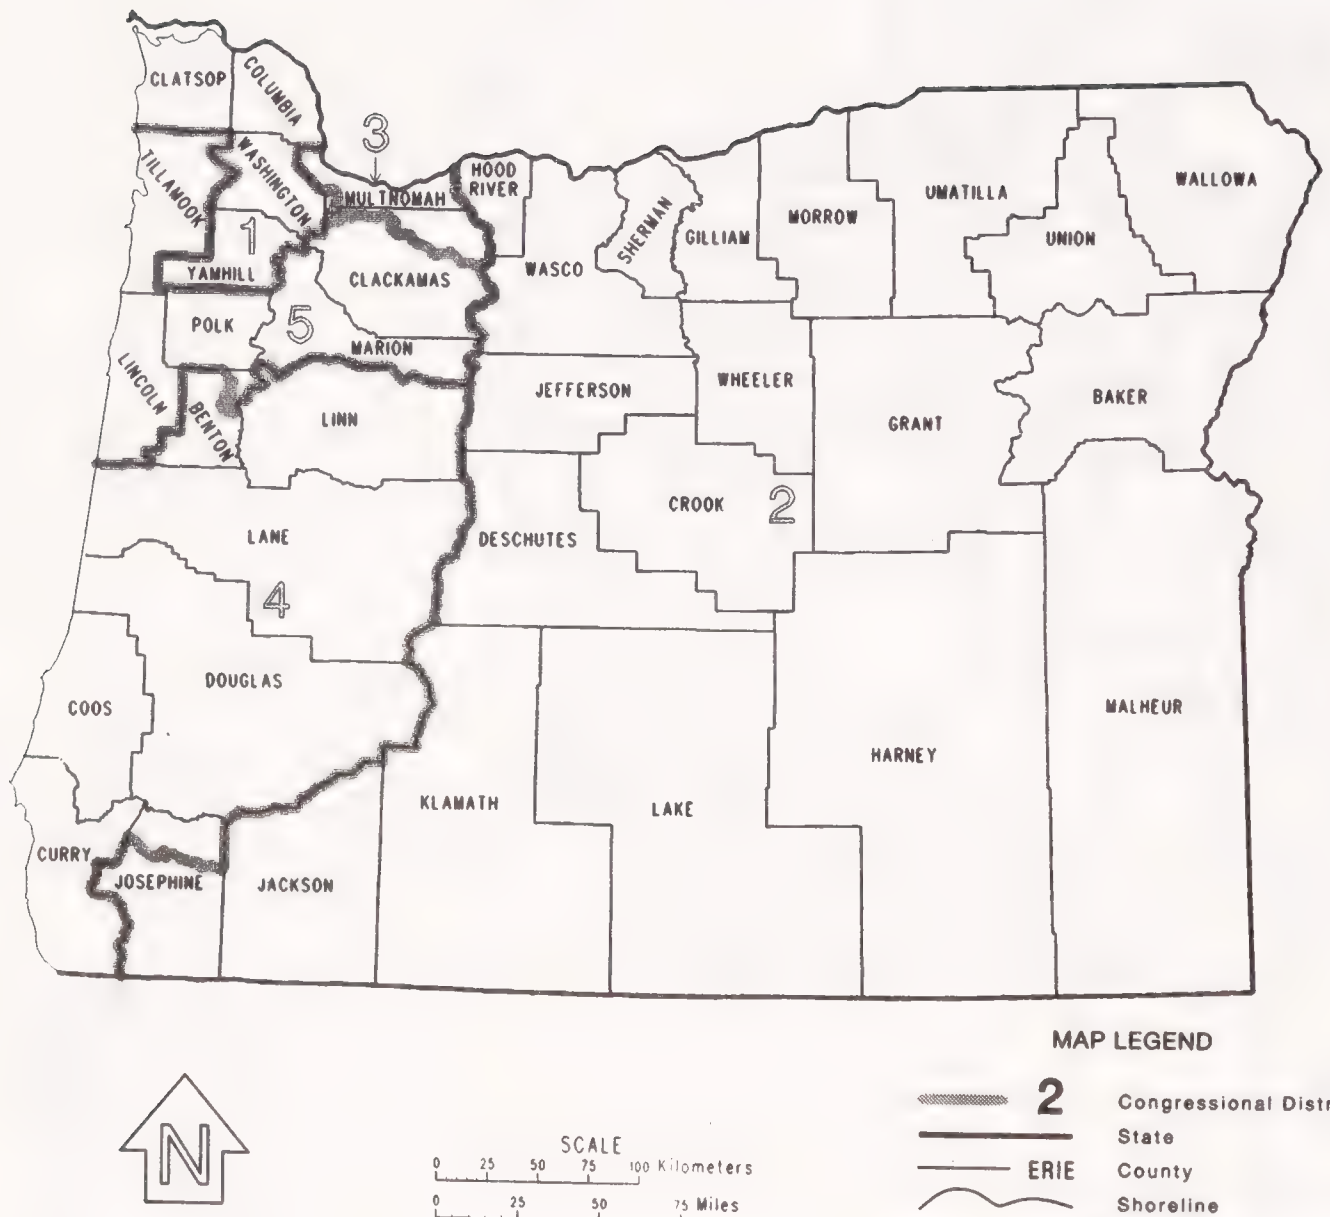 CLATSOP
COLUMBIA
3
TILLAMOOK
WASHINGTON
MULTNOMAH
HOOD
RIVER
UMATILLA
WALLOWA
1
SHERMAN
GILLIAM
MORROW
UNION
YAMHILL
CLACKAMAS
WASCO
POLK
5
MARION
LINCOLN
BENTON
LINN
JEFFERSON
WHEELER
GRANT
BAKER
LANE
DESCHUTES
CROOK
2
4
DOUGLAS
COOS
MALHEUR
HARNEY
KLAMATH
LAKE
CURRY
JOSEPHINE
JACKSON
MAP LEGEND
2 Congressional Distr
State
ERIE County
Shoreline
N
SCALE
0 25 50 75 100 Kilometers
0 25 50 75 Miles